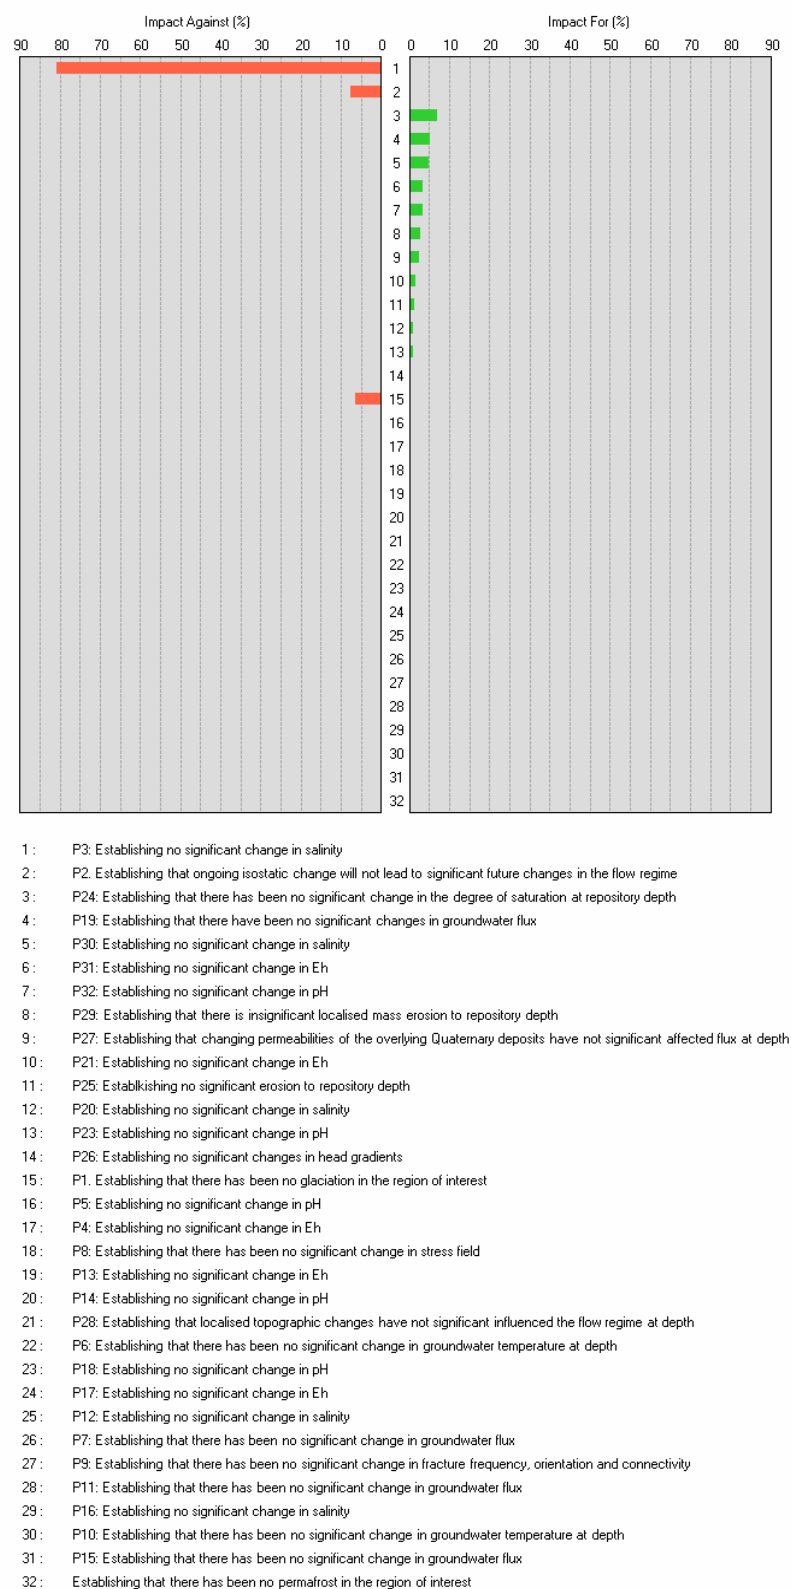 Impact Against (%) Impact For (%)
90 80 70 60 50 40 30 20 10 0 0 10 20 30 40 50 60 70 80 90
1
2
3
4
5
6
7
8
9
10
11
12
13
14
15
16
17
18
19
20
21
22
23
24
25
26
27
28
29
30
31
32
1 : P3: Establishing no significant change in salinity
2 : P2. Establishing that ongoing isostatic change will not lead to significant future changes in the flow regime
3 : P24: Establishing that there has been no significant change in the degree of saturation at repository depth
4 : P19: Establishing that there have been no significant changes in groundwater flux
5 : P30: Establishing no significant change in salinity
6 : P31: Establishing no significant change in Eh
7 : P32: Establishing no significant change in pH
8 : P29: Establishing that there is insignificant localised mass erosion to repository depth
9 : P27: Establishing that changing permeabilities of the overlying Quaternary deposits have not significant affected flux at depth
10 : P21: Establishing no significant change in Eh
11 : P25: Establkishing no significant erosion to repository depth
12 : P20: Establishing no significant change in salinity
13 : P23: Establishing no significant change in pH
14 : P26: Establishing no significant changes in head gradients
15 : P1. Establishing that there has been no glaciation in the region of interest
16 : P5: Establishing no significant change in pH
17 : P4: Establishing no significant change in Eh
18 : P8: Establishing that there has been no significant change in stress field
19 : P13: Establishing no significant change in Eh
20 : P14: Establishing no significant change in pH
21 : P28: Establishing that localised topographic changes have not significant influenced the flow regime at depth
22 : P6: Establishing that there has been no significant change in groundwater temperature at depth
23 : P18: Establishing no significant change in pH
24 : P17: Establishing no significant change in Eh
25 : P12: Establishing no significant change in salinity
26 : P7: Establishing that there has been no significant change in groundwater flux
27 : P9: Establishing that there has been no significant change in fracture frequency, orientation and connectivity
28 : P11: Establishing that there has been no significant change in groundwater flux
29 : P16: Establishing no significant change in salinity
30 : P10: Establishing that there has been no significant change in groundwater temperature at depth
31 : P15: Establishing that there has been no significant change in groundwater flux
32 : Establishing that there has been no permafrost in the region of interest